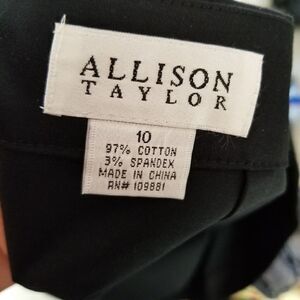 ALLISON
TAYLOR
10
97% COTTON
3% SPANDEX
MADE IN CHINA
RN# 109881